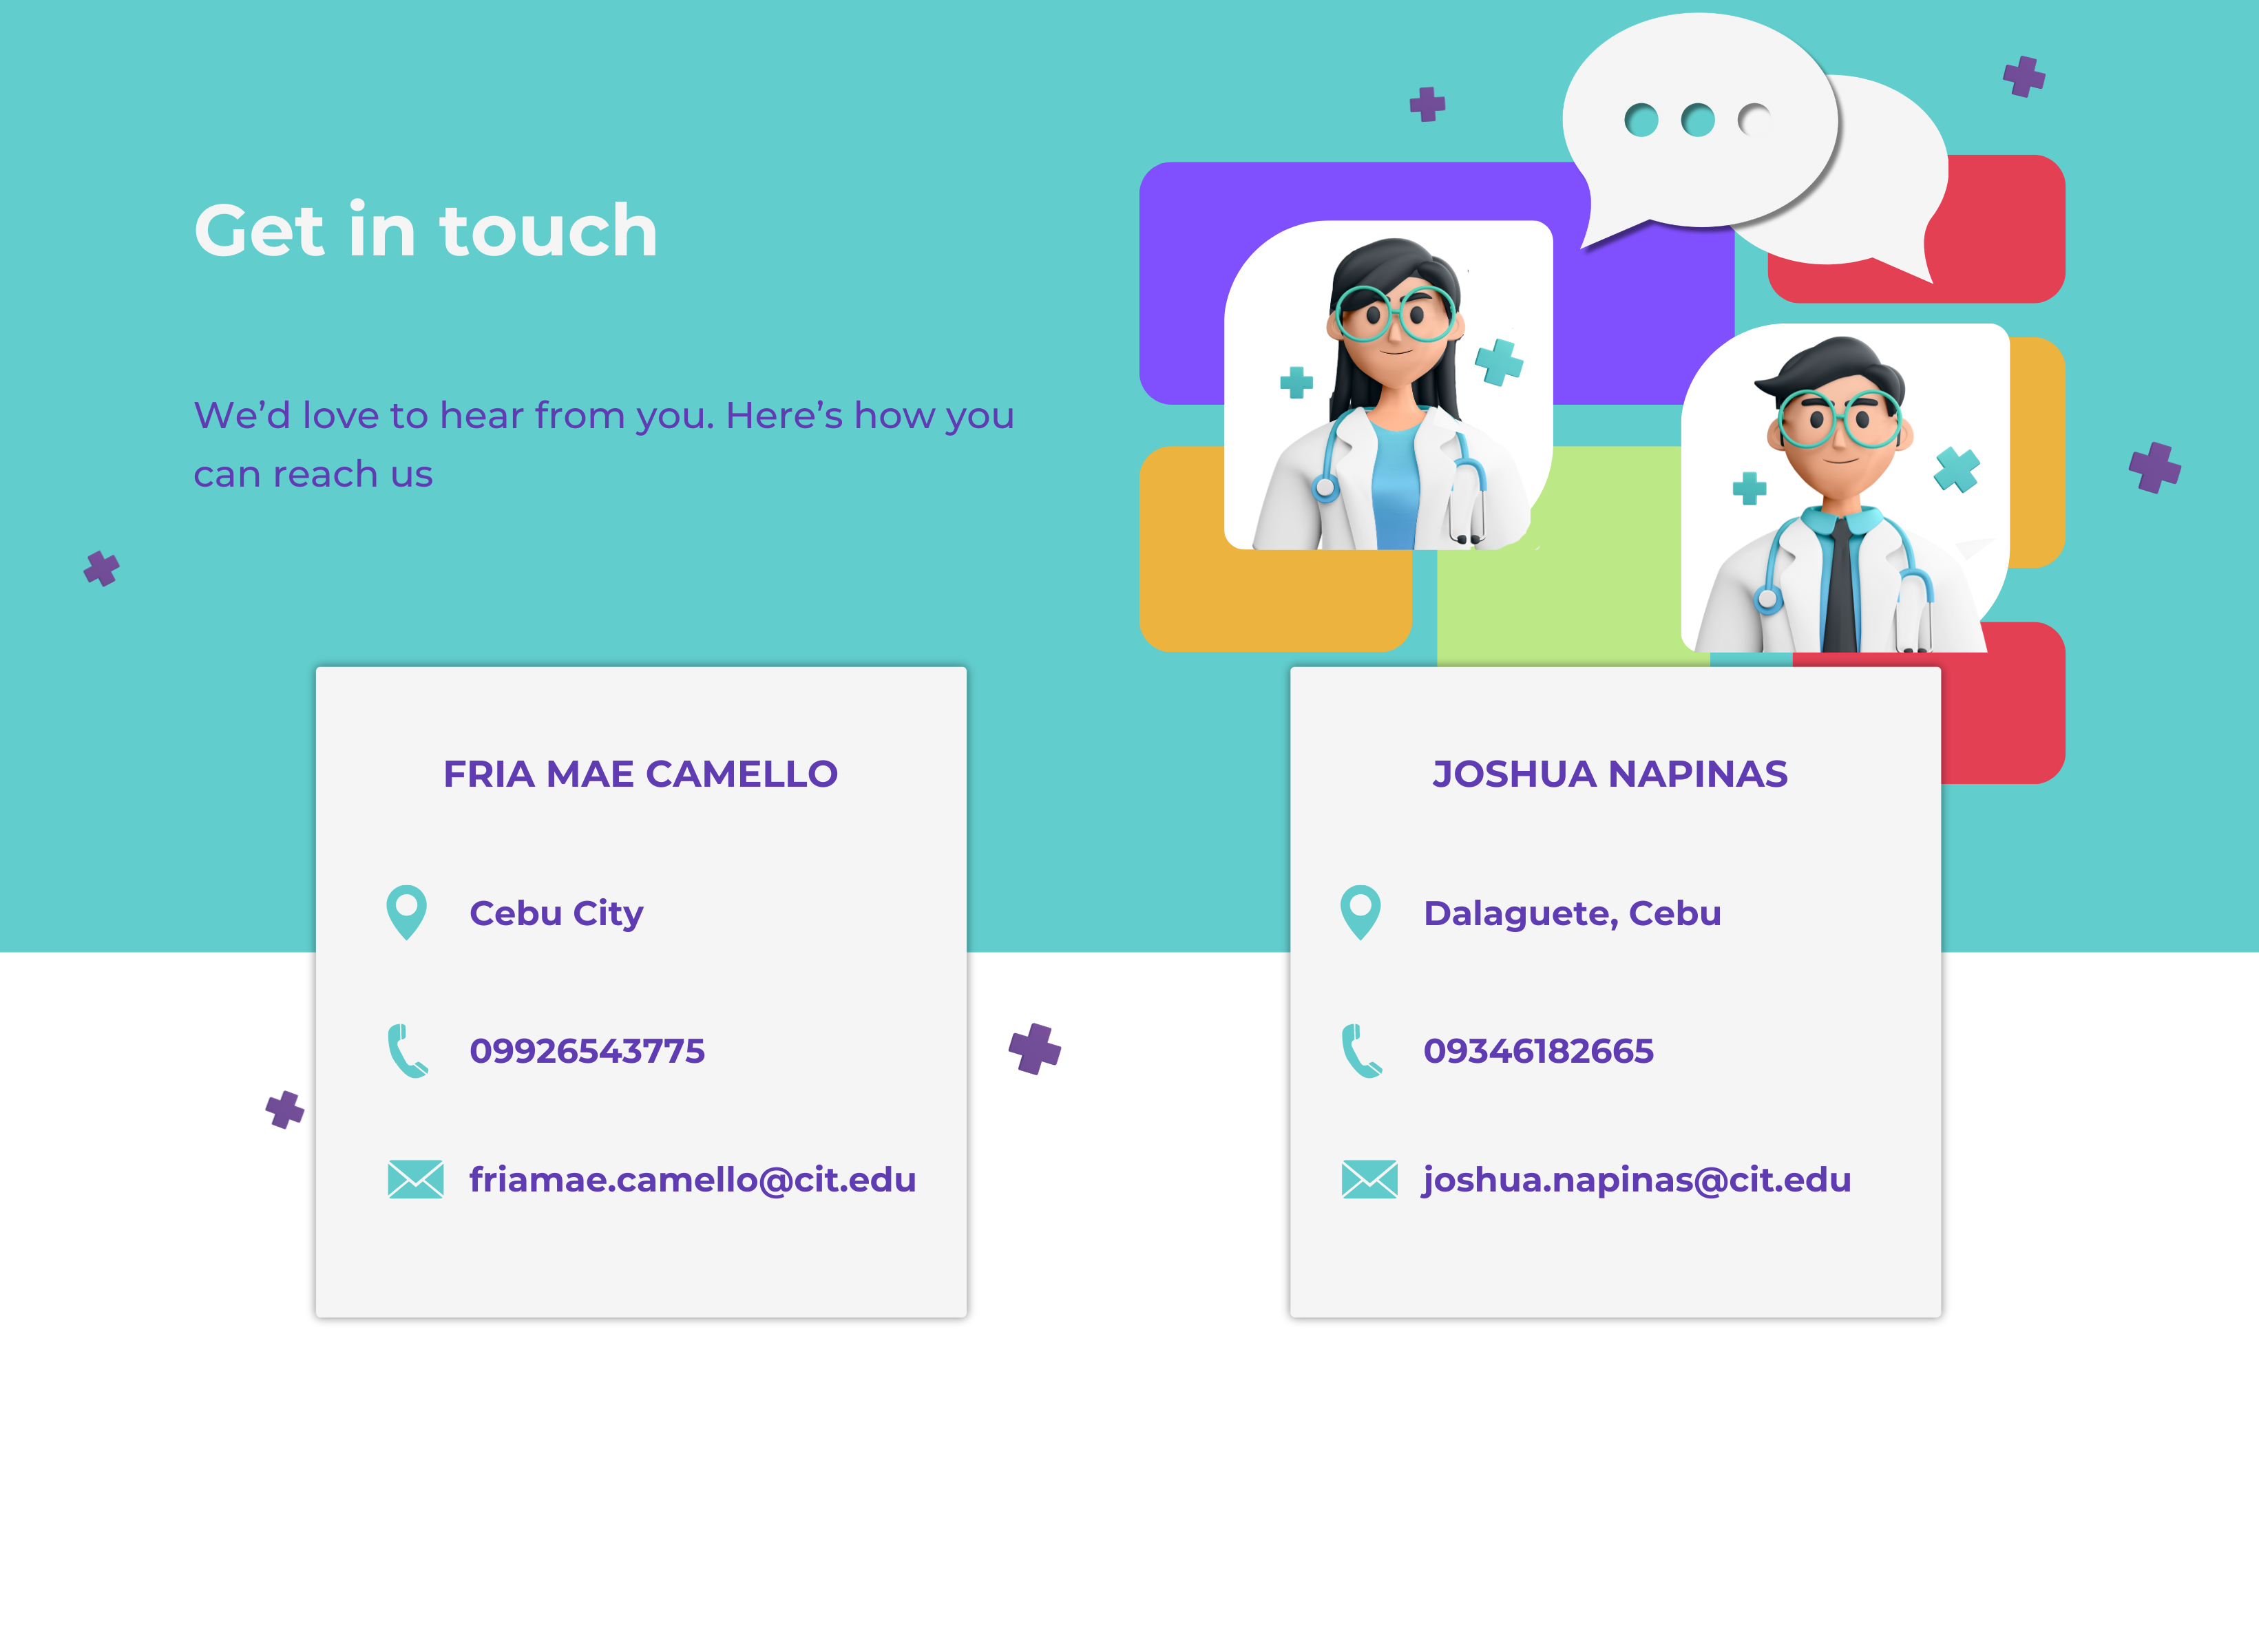 Get in touch
We’d love to hear from you. Here’s how you
can reach us
FRIA MAE CAMELLO
Cebu City
09926543775
friamae.camello@cit.edu
JOSHUA NAPINAS
Dalaguete, Cebu
09346182665
joshua.napinas@cit.edu